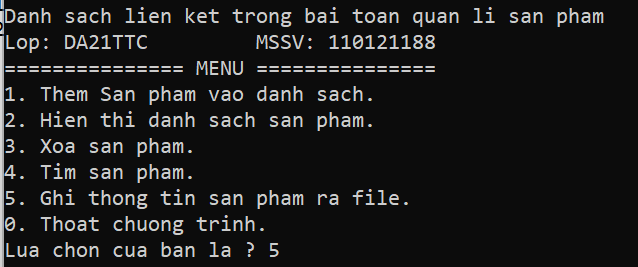 Danh sach lien ket trong bai toan quan li san pham
Lop: DA21TTC         MSSV: 110121188
=============== MENU ===============
1. Them San pham vao danh sach.
2. Hien thi danh sach san pham.
3. Xoa san pham.
4. Tim san pham.
5. Ghi thong tin san pham ra file.
0. Thoat chuong trinh.
Lua chon cua ban la ? 5